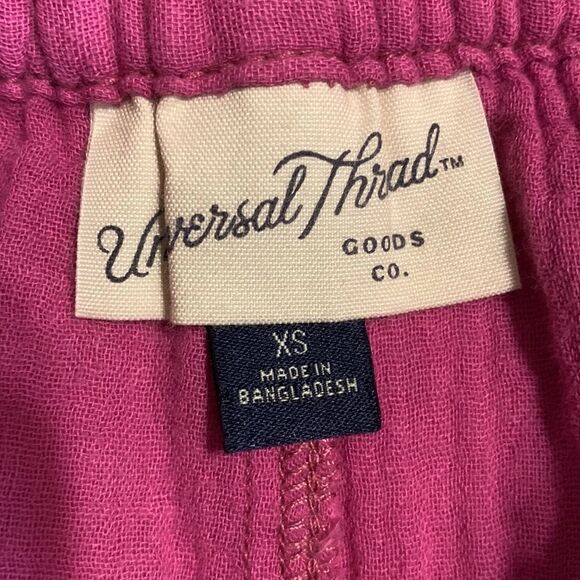 Universal Thread™
GOODS
CO.
XS
MADE IN
BANGLADESH